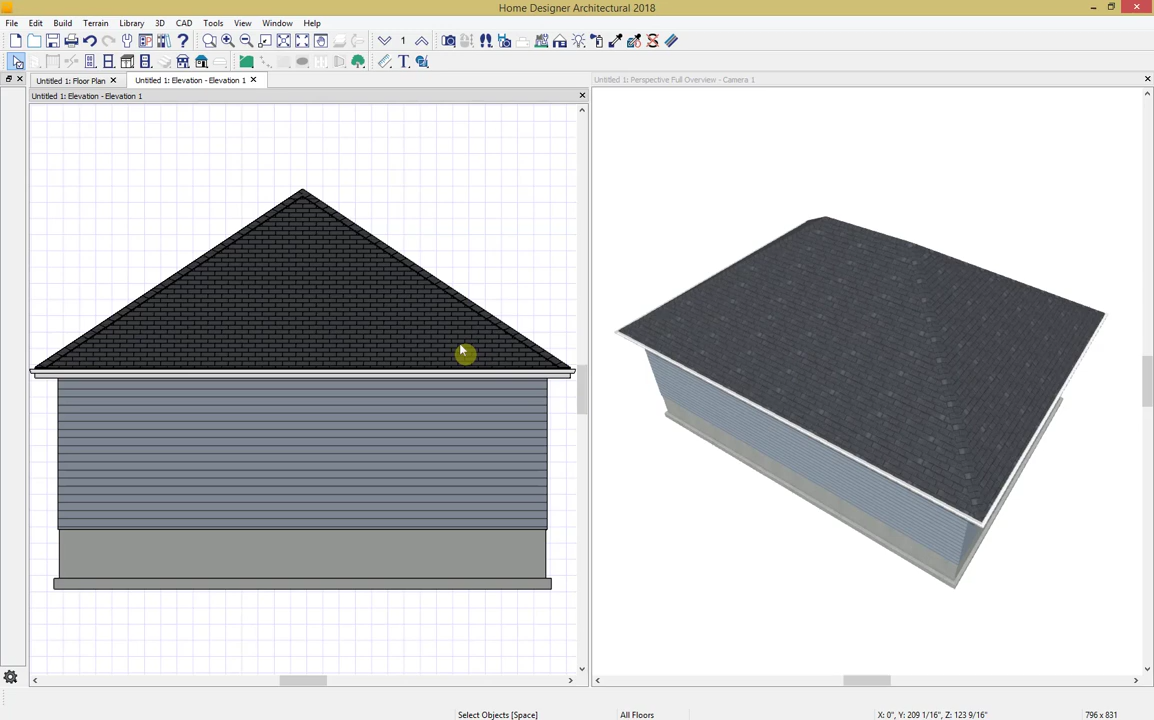 Home Designer Architectural 2018
File Edit Build Terrain Library 3D CAD Tools View Window Help
1
Untitled 1: Floor Plan Untitled 1: Elevation - Elevation 1
Untitled 1: Perspective Full Overview - Camera 1
Untitled 1: Elevation - Elevation 1
Select Objects [Space] All Floors X: 0", Y: 209 1/16", Z: 123 9/16" 796 x 831